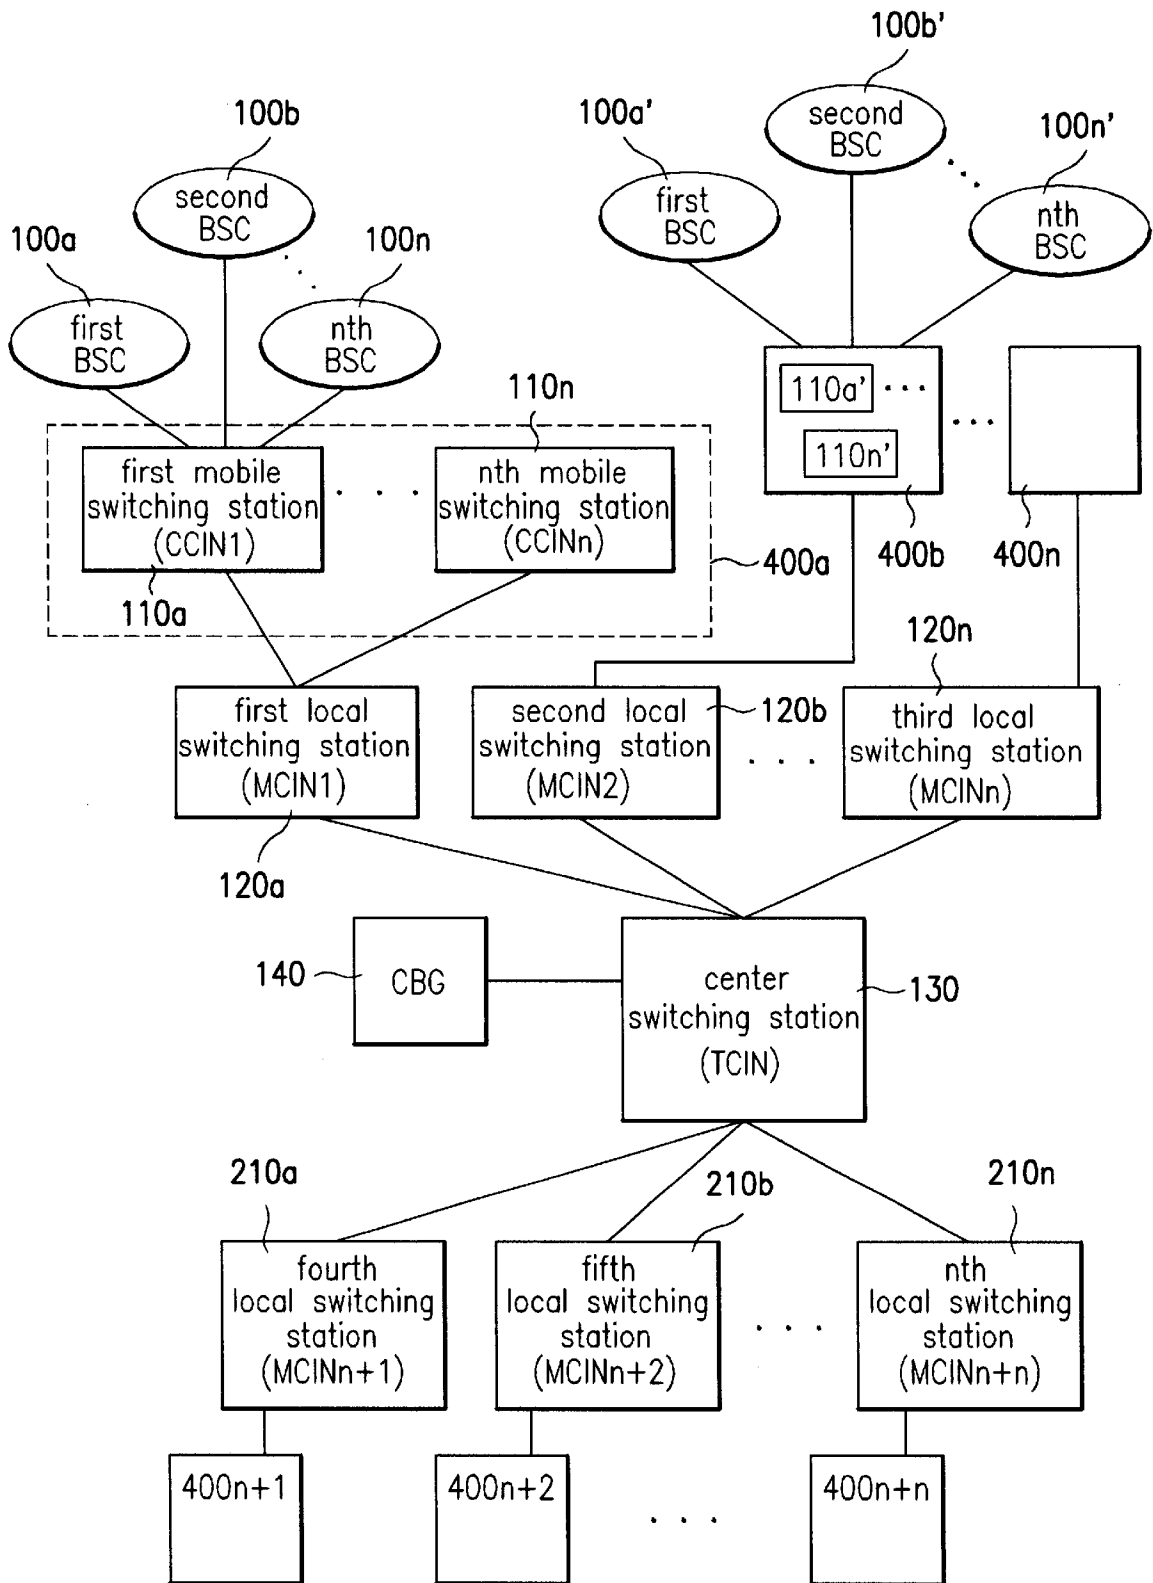 100b'
100b
100a'
second
BSC
100n'
second
BSC
first
BSC
nth
BSC
100a
100n
first
BSC
nth
BSC
110n
110a' ...
110n'
...
first mobile
switching station
(CCIN1)
. . .
nth mobile
switching station
(CCINn)
400a
400b
400n
110a
120n
first local
switching station
(MCIN1)
second local
switching station
(MCIN2)
120b
. . .
third local
switching station
(MCINn)
120a
140
CBG
center
switching station
(TCIN)
130
210a
210b
210n
fourth
local switching
station
(MCINn+1)
fifth
local switching
station
(MCINn+2)
. . .
nth
local switching
station
(MCINn+n)
400n+1
400n+2
. . .
400n+n